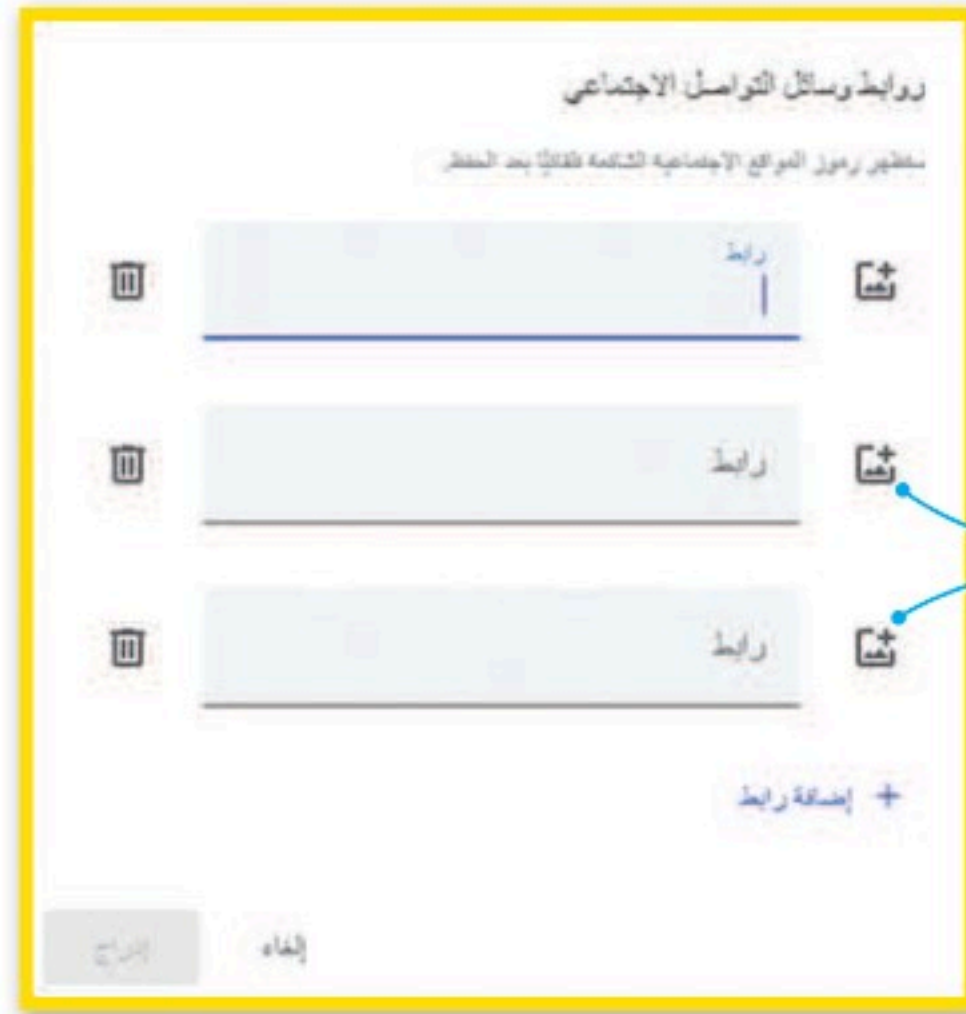 روابط وسائل التواصل الاجتماعي
ستظهر رموز المواقع الاجتماعية الشائعة تلقائيًا بعد الحفظ.
رابط
رابط
رابط
+ إضافة رابط
إلغاء
إدراج